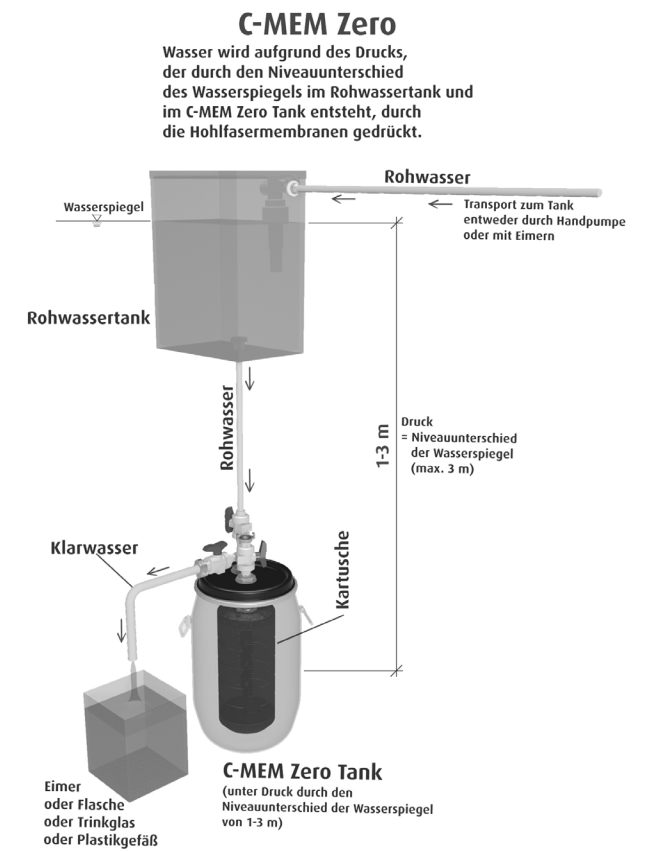 C-MEM Zero
Wasser wird aufgrund des Drucks,
der durch den Niveauunterschied
des Wasserspiegels im Rohwassertank und
im C-MEM Zero Tank entsteht, durch
die Hohlfasermembranen gedrückt.
Rohwasser
Wasserspiegel
Transport zum Tank
entweder durch Handpumpe
oder mit Eimern
Rohwassertank
Rohwasser
1-3 m
Druck
= Niveauunterschied
der Wasserspiegel
(max. 3 m)
Klarwasser
Kartusche
C-MEM Zero Tank
(unter Druck durch den
Niveauunterschied der Wasserspiegel
von 1-3 m)
Eimer
oder Flasche
oder Trinkglas
oder Plastikgefäß